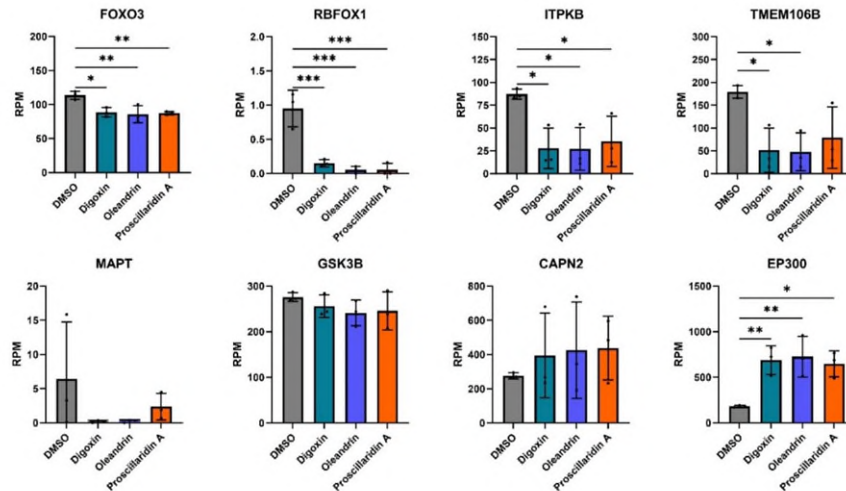 FOXO3
RPM
150
100
50
0
**
**
*
DMSO
Digoxin
Oleandrin
Proscillaridin A
RBFOX1
RPM
2.0
1.5
1.0
0.5
0.0
***
***
***
DMSO
Digoxin
Oleandrin
Proscillaridin A
ITPKB
RPM
150
125
100
75
50
25
0
*
*
*
DMSO
Digoxin
Oleandrin
Proscillaridin A
TMEM106B
RPM
300
250
200
150
100
50
0
*
*
DMSO
Digoxin
Oleandrin
Proscillaridin A
MAPT
RPM
20
15
10
5
0
DMSO
Digoxin
Oleandrin
Proscillaridin A
GSK3B
RPM
300
200
100
0
DMSO
Digoxin
Oleandrin
Proscillaridin A
CAPN2
RPM
800
600
400
200
0
DMSO
Digoxin
Oleandrin
Proscillaridin A
EP300
RPM
1500
1000
500
0
*
**
**
DMSO
Digoxin
Oleandrin
Proscillaridin A